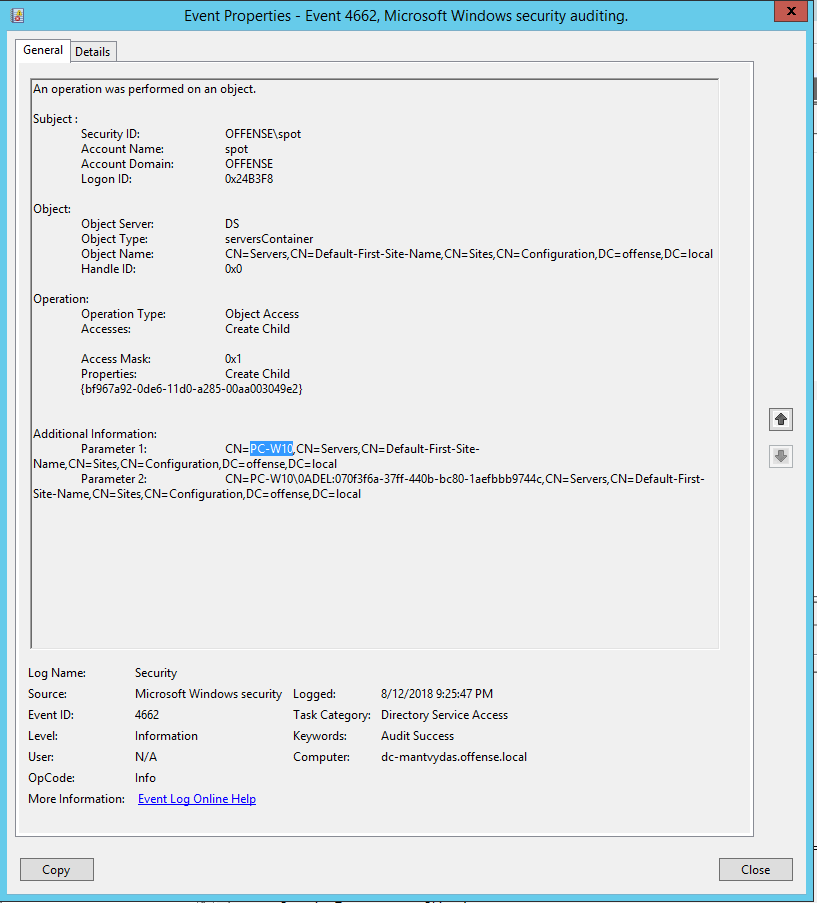 Event Properties - Event 4662, Microsoft Windows security auditing.
x
General Details
An operation was performed on an object.
Subject :
Security ID: OFFENSE\spot
Account Name: spot
Account Domain: OFFENSE
Logon ID: 0x24B3F8
Object:
Object Server: DS
Object Type: serversContainer
Object Name: CN=Servers,CN=Default-First-Site-Name,CN=Sites,CN=Configuration,DC=offense,DC=local
Handle ID: 0x0
Operation:
Operation Type: Object Access
Accesses: Create Child
Access Mask: 0x1
Properties: Create Child
{bf967a92-0de6-11d0-a285-00aa003049e2}
Additional Information:
Parameter 1: CN=PC-W10,CN=Servers,CN=Default-First-Site-
Name,CN=Sites,CN=Configuration,DC=offense,DC=local
Parameter 2: CN=PC-W10\0ADEL:070f3f6a-37ff-440b-bc80-1aefbbb9744c,CN=Servers,CN=Default-First-
Site-Name,CN=Sites,CN=Configuration,DC=offense,DC=local
Log Name: Security
Source: Microsoft Windows security Logged: 8/12/2018 9:25:47 PM
Event ID: 4662 Task Category: Directory Service Access
Level: Information Keywords: Audit Success
User: N/A Computer: dc-mantvydas.offense.local
OpCode: Info
More Information: Event Log Online Help
Copy Close